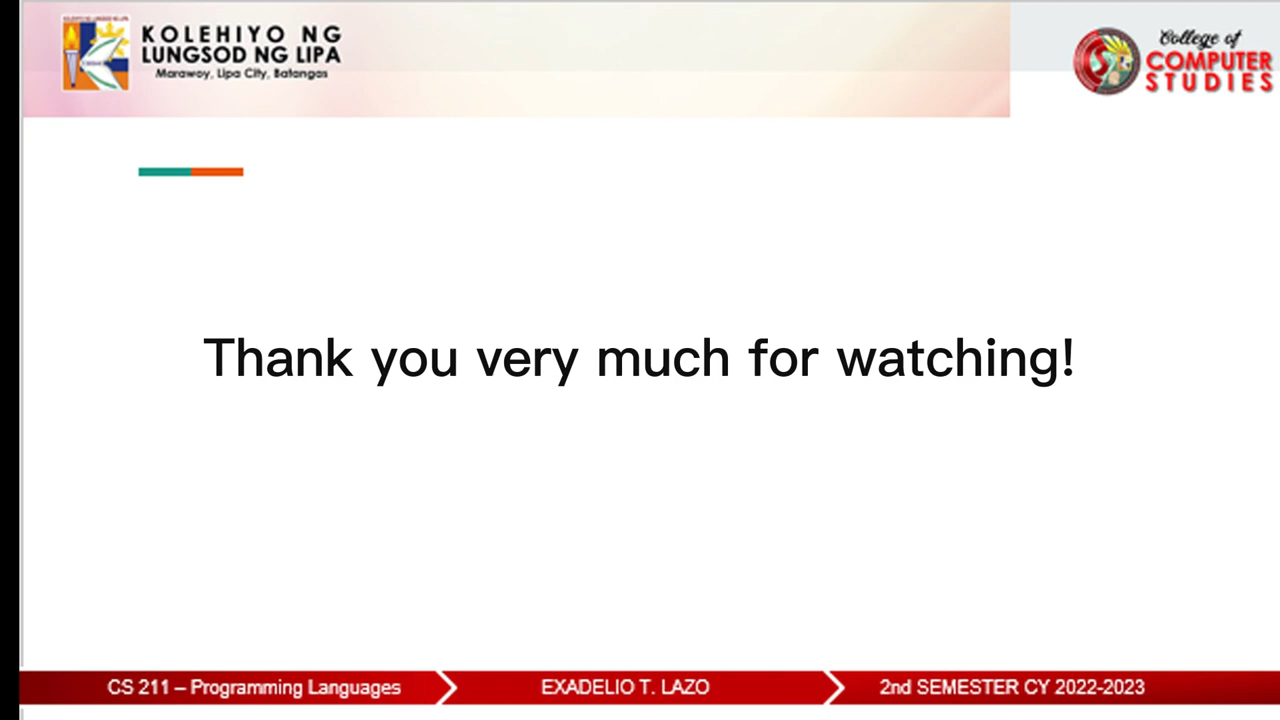 KOLEHIYO NG
LUNGSOD NG LIPA
Marawoy, Lipa City, Batangas
College of
COMPUTER
STUDIES
Thank you very much for watching!
CS 211 – Programming Languages
EXADELIO T. LAZO
2nd SEMESTER CY 2022-2023